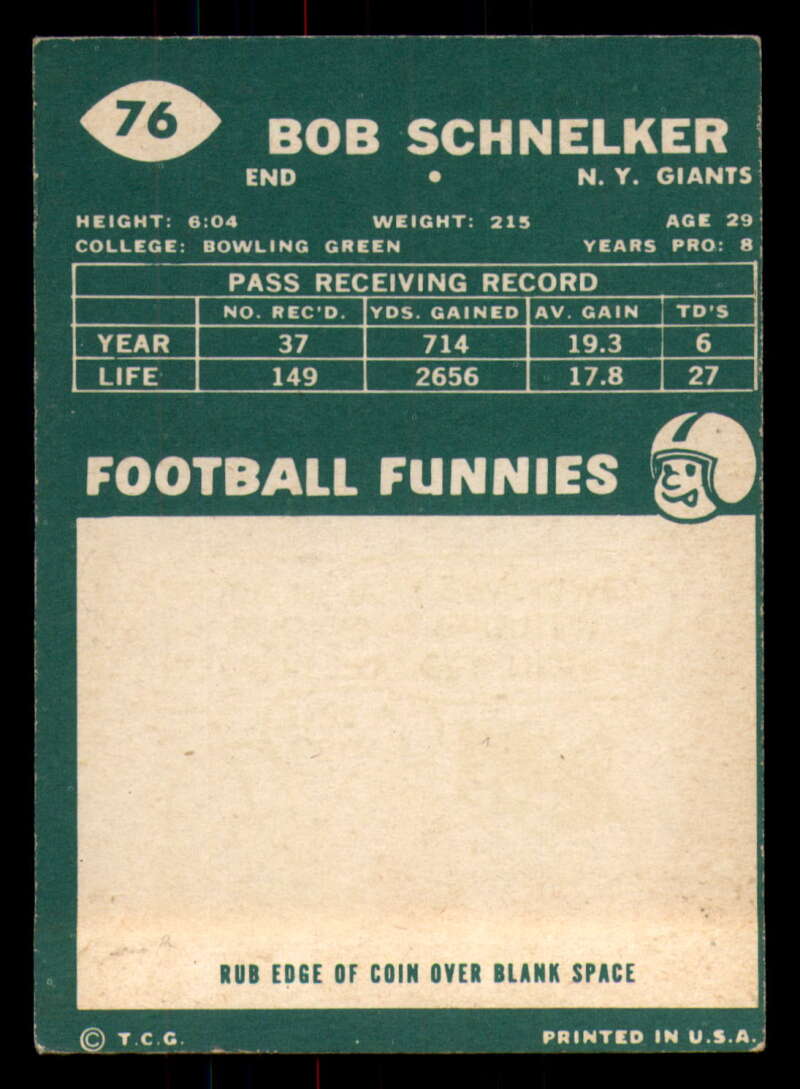 76
BOB SCHNELKER
END • N. Y. GIANTS
HEIGHT: 6:04 WEIGHT: 215 AGE 29
COLLEGE: BOWLING GREEN YEARS PRO: 8
PASS RECEIVING RECORD
NO. REC'D. YDS. GAINED AV. GAIN TD'S
YEAR 37 714 19.3 6
LIFE 149 2656 17.8 27
FOOTBALL FUNNIES
RUB EDGE OF COIN OVER BLANK SPACE
© T.C.G. PRINTED IN U.S.A.